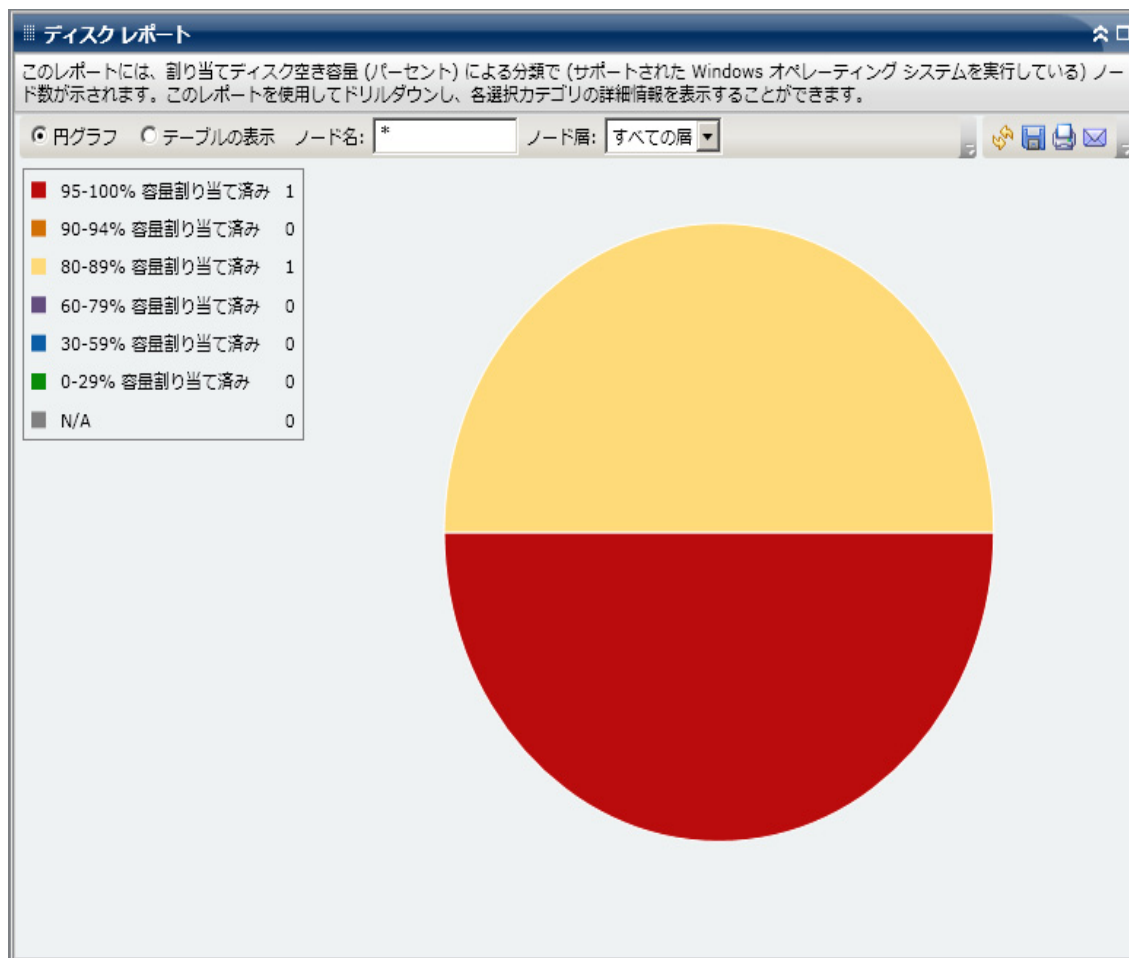 ディスク レポート
このレポートには、割り当てディスク空き容量 (パーセント) による分類で (サポートされた Windows オペレーティング システムを実行している) ノー
ド数が示されます。このレポートを使用してドリルダウンし、各選択カテゴリの詳細情報を表示することができます。
円グラフ テーブルの表示 ノード名: * ノード層: すべての層
95-100% 容量割り当て済み 1
90-94% 容量割り当て済み 0
80-89% 容量割り当て済み 1
60-79% 容量割り当て済み 0
30-59% 容量割り当て済み 0
0-29% 容量割り当て済み 0
N/A 0